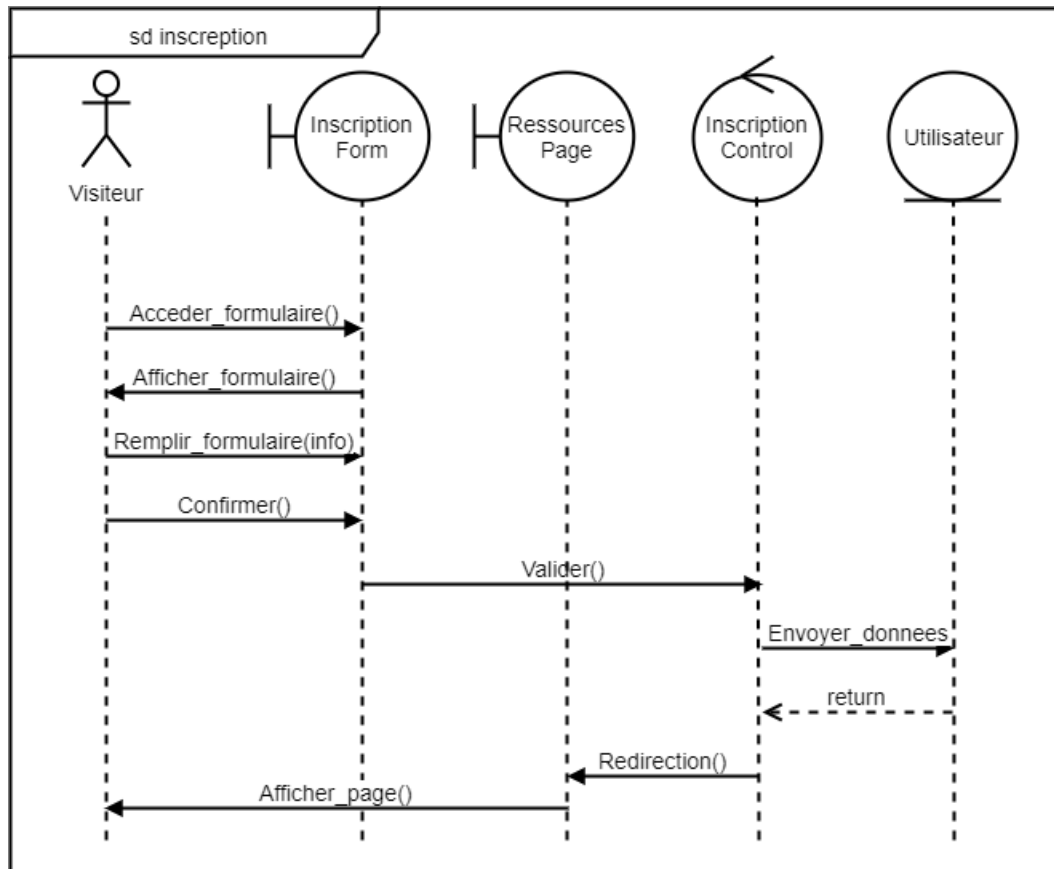 sd inscreption
Inscription
Form
Ressources
Page
Inscription
Control
Utilisateur
Visiteur
Acceder_formulaire()
Afficher_formulaire()
Remplir_formulaire(info)
Confirmer()
Valider()
Envoyer_donnees
return
Redirection()
Afficher_page()